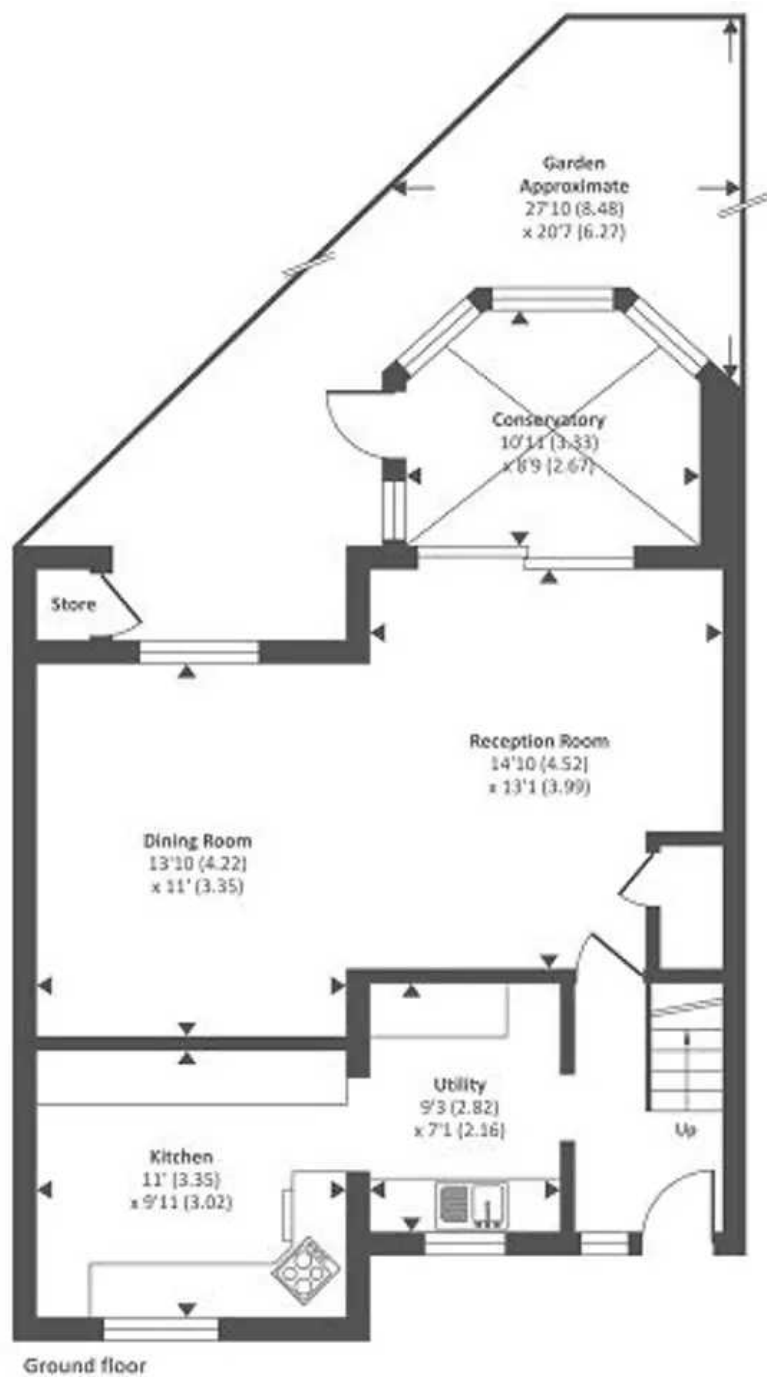 Garden
Approximate
27'10 (8.48)
x 20'7 (6.27)
Conservatory
10'11 (3.33)
x 8'9 (2.67)
Store
Reception Room
14'10 (4.52)
x 13'1 (3.99)
Dining Room
13'10 (4.22)
x 11' (3.35)
Utility
9'3 (2.82)
x 7'1 (2.16)
Up
Kitchen
11' (3.35)
x 9'11 (3.02)
Ground floor